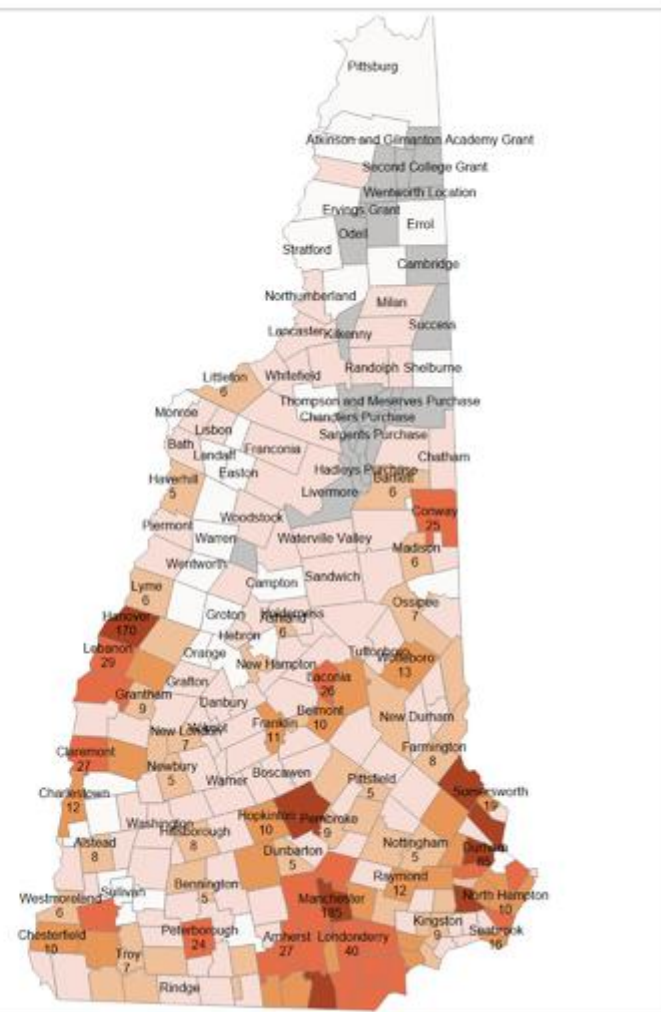 Pittsburg
Atkinson and Gilmanton Academy Grant
Second College Grant
Wentworth Location
Ervings Grant
Errol
Odell
Stratford
Cambridge
Northumberland
Milan
Success
Lancaster
Kilkenny
Randolph
Shelburne
Whitefield
Littleton
6
Thompson and Meserves Purchase
Monroe
Chandlers Purchase
Lisbon
Sargents Purchase
Bath
Franconia
Landaff
Chatham
Easton
Hadleys Purchase
Haverhill
5
Bartlett
6
Livermore
Conway
25
Woodstock
Piermont
Warren
Waterville Valley
Madison
6
Wentworth
Sandwich
Campton
Lyme
6
Ossipee
7
Groton
Holderness
Ashland
6
Hanover
170
Hebron
Lebanon
29
Orange
Tuftonboro
Wolfeboro
13
New Hampton
Laconia
26
Grafton
Grantham
9
Danbury
Belmont
10
New Durham
Franklin
11
New London
7
Wilmot
Farmington
8
Claremont
27
Newbury
5
Boscawen
Warner
Pittsfield
5
Charlestown
12
Somersworth
19
Hopkinton
10
Pembroke
9
Washington
Hillsborough
8
Alstead
8
Nottingham
5
Durham
65
Dunbarton
5
Raymond
12
Bennington
5
Sullivan
Westmoreland
6
Manchester
185
North Hampton
10
Kingston
9
Seabrook
16
Peterborough
24
Chesterfield
10
Amherst
27
Londonderry
40
Troy
7
Rindge